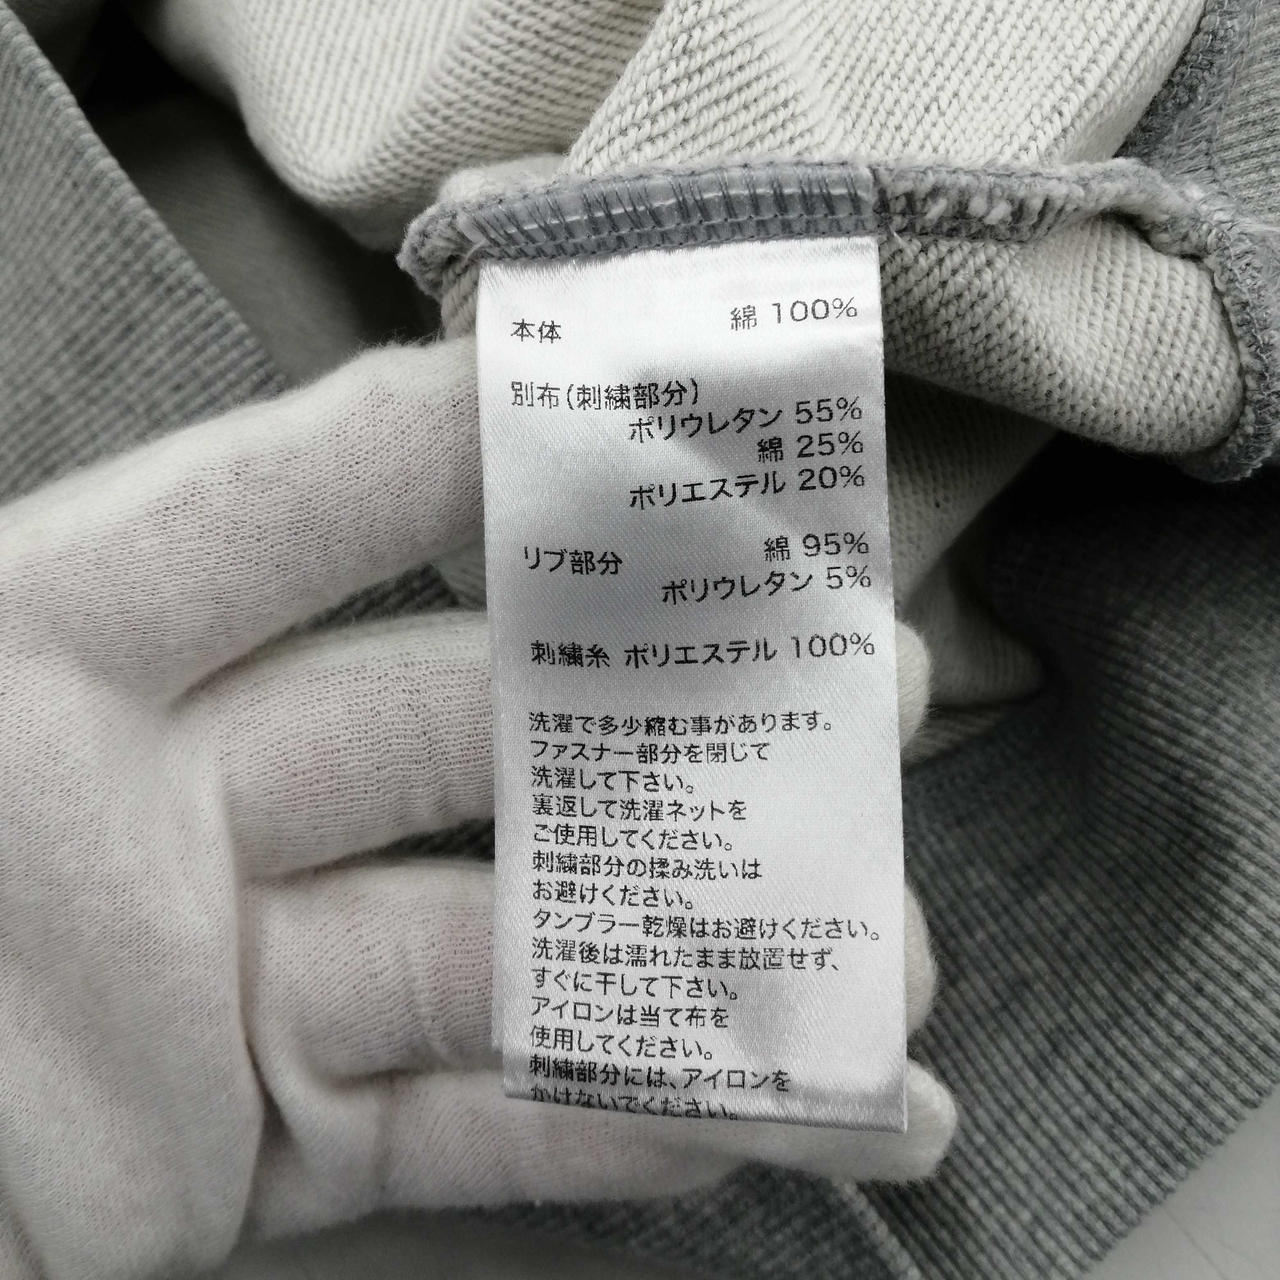 本体 綿 100%
別布(刺繍部分)
ポリウレタン 55%
綿 25%
ポリエステル 20%
リブ部分 綿 95%
ポリウレタン 5%
刺繍糸 ポリエステル 100%
洗濯で多少縮む事があります。
ファスナー部分を閉じて
洗濯して下さい。
裏返して洗濯ネットを
ご使用してください。
刺繍部分の揉み洗いは
お避けください。
タンブラー乾燥はお避けください。
洗濯後は濡れたまま放置せず、
すぐに干して下さい。
アイロンは当て布を
使用してください。
刺繍部分には、アイロンを
かけないでください。